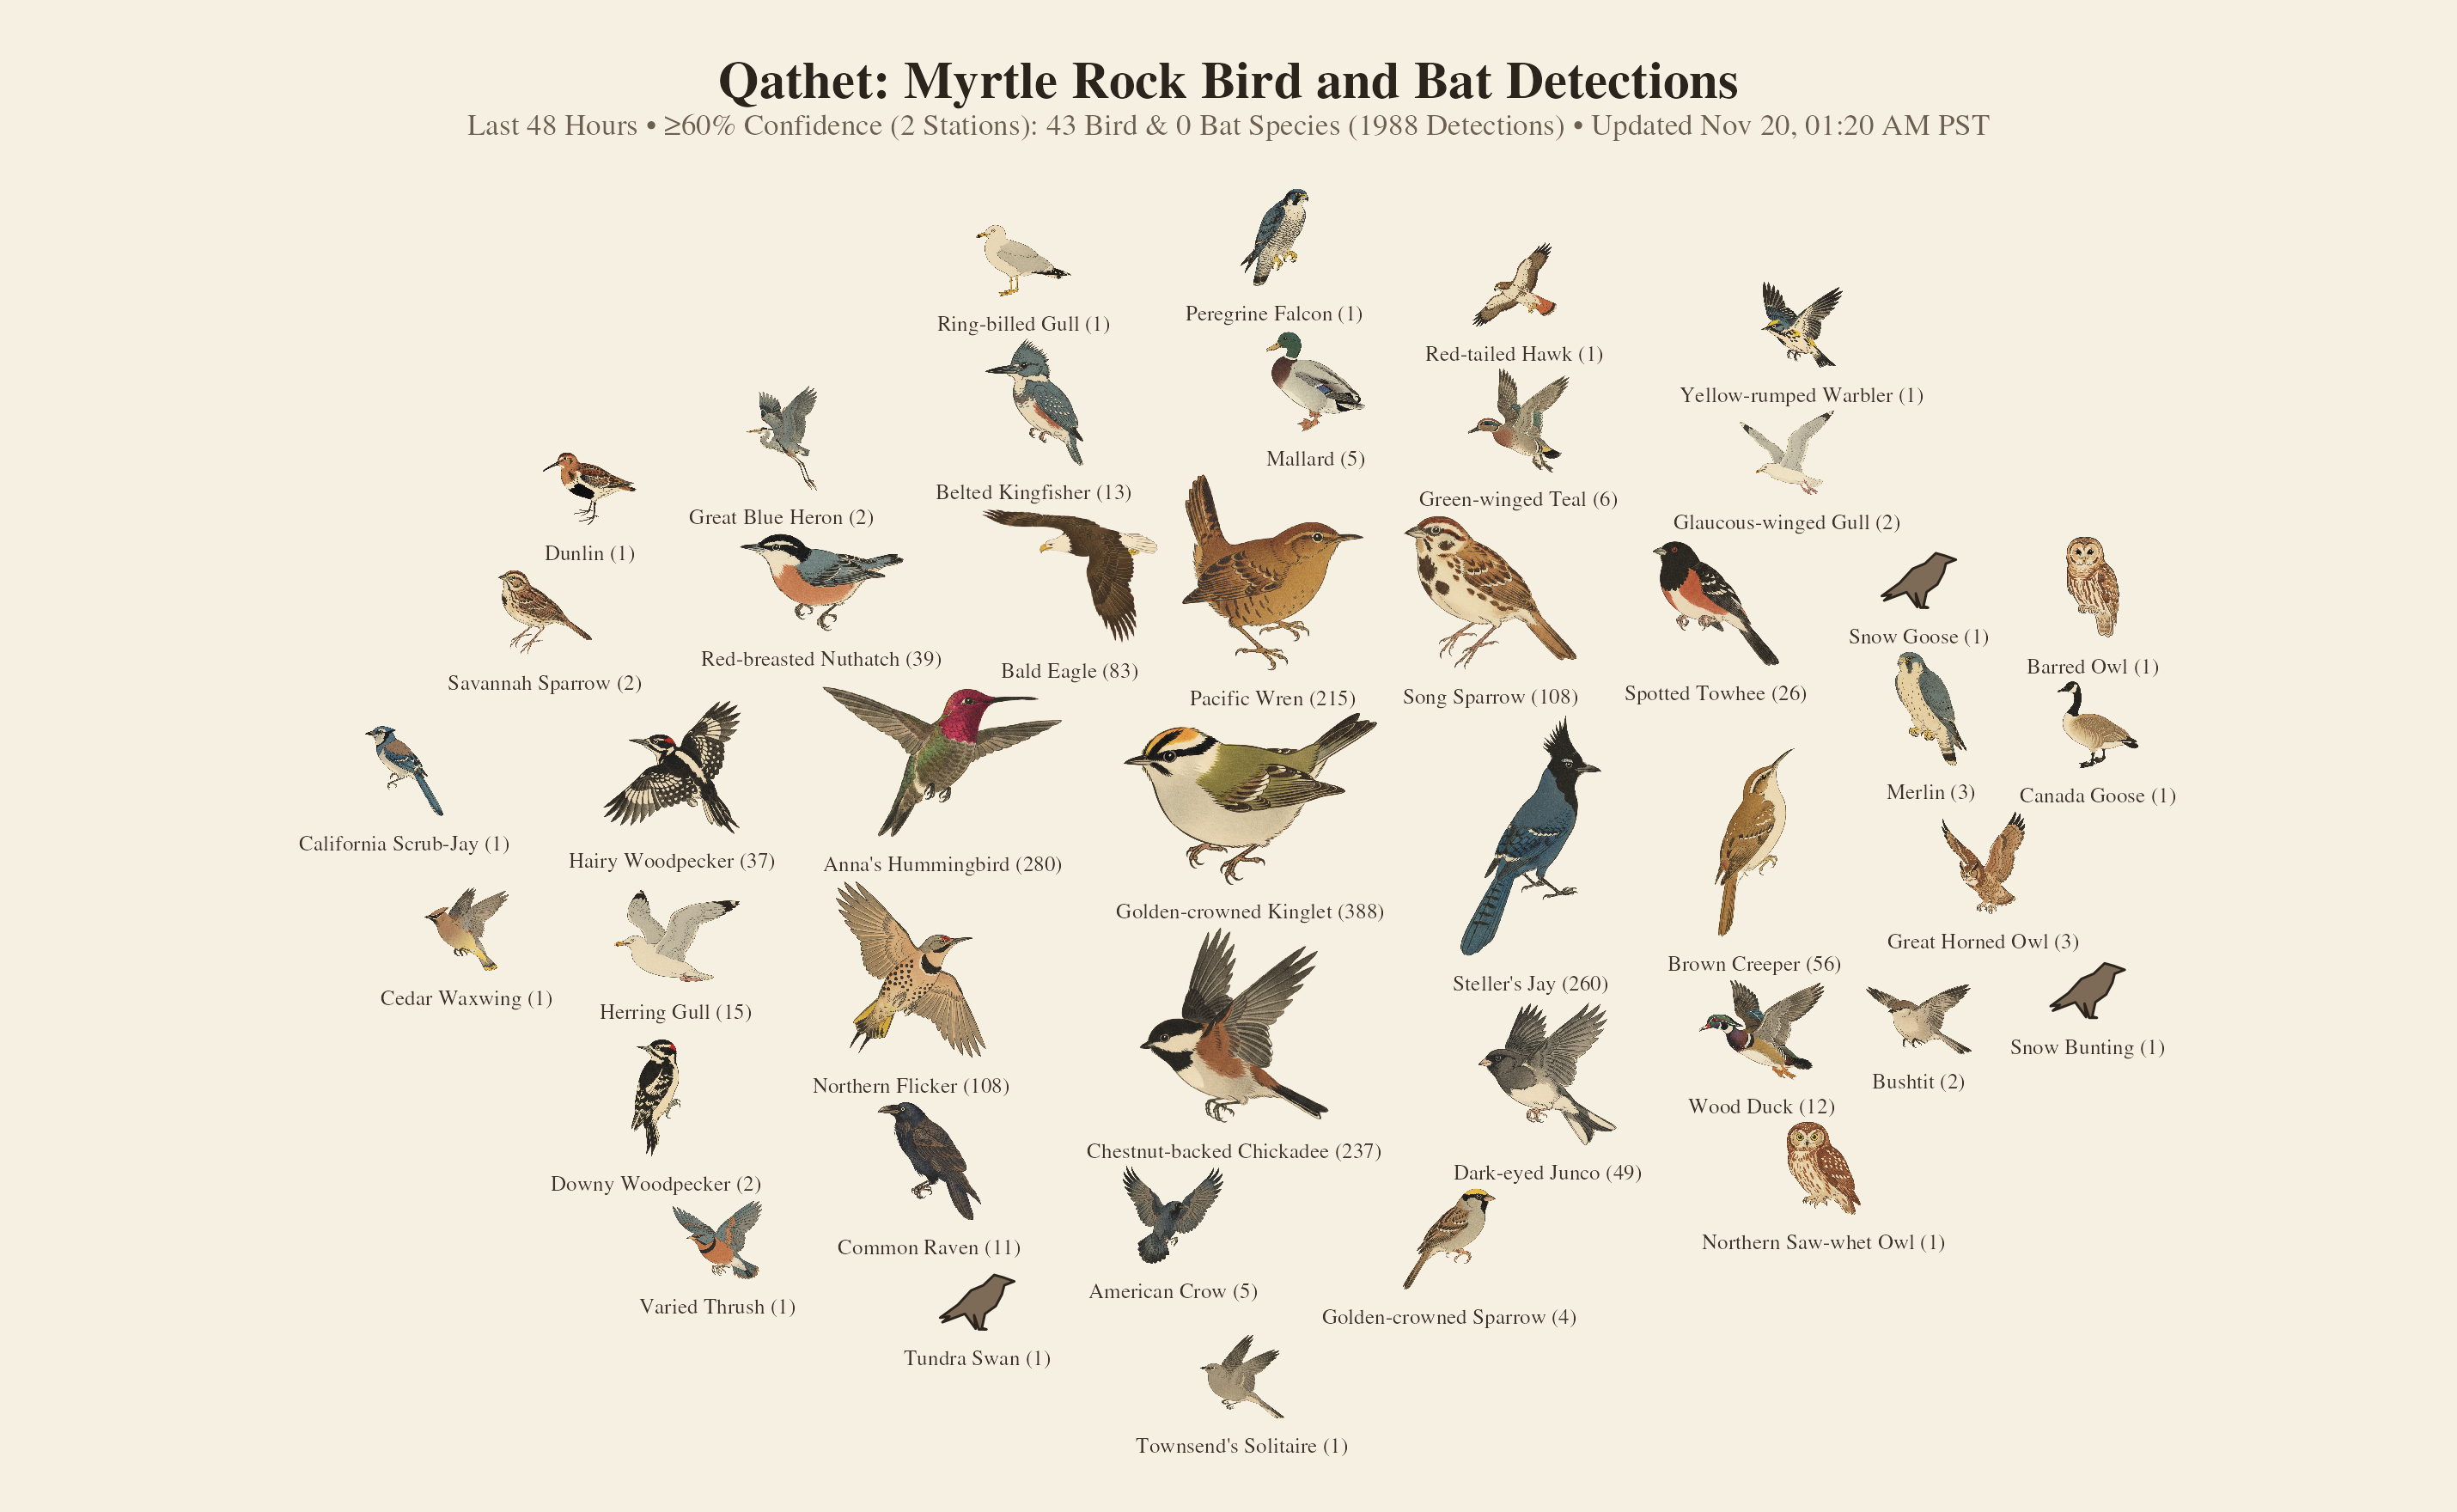 Qathet: Myrtle Rock Bird and Bat Detections
Last 48 Hours • ≥60% Confidence (2 Stations): 43 Bird & 0 Bat Species (1988 Detections) • Updated Nov 20, 01:20 AM PST
Peregrine Falcon (1)
Ring-billed Gull (1)
Red-tailed Hawk (1)
Yellow-rumped Warbler (1)
Mallard (5)
Belted Kingfisher (13)
Green-winged Teal (6)
Great Blue Heron (2)
Glaucous-winged Gull (2)
Dunlin (1)
Snow Goose (1)
Red-breasted Nuthatch (39)
Barred Owl (1)
Bald Eagle (83)
Savannah Sparrow (2)
Spotted Towhee (26)
Song Sparrow (108)
Pacific Wren (215)
Merlin (3)
Canada Goose (1)
California Scrub-Jay (1)
Hairy Woodpecker (37)
Anna's Hummingbird (280)
Golden-crowned Kinglet (388)
Great Horned Owl (3)
Brown Creeper (56)
Steller's Jay (260)
Cedar Waxwing (1)
Herring Gull (15)
Snow Bunting (1)
Bushtit (2)
Northern Flicker (108)
Wood Duck (12)
Chestnut-backed Chickadee (237)
Dark-eyed Junco (49)
Downy Woodpecker (2)
Northern Saw-whet Owl (1)
Common Raven (11)
American Crow (5)
Varied Thrush (1)
Golden-crowned Sparrow (4)
Tundra Swan (1)
Townsend's Solitaire (1)